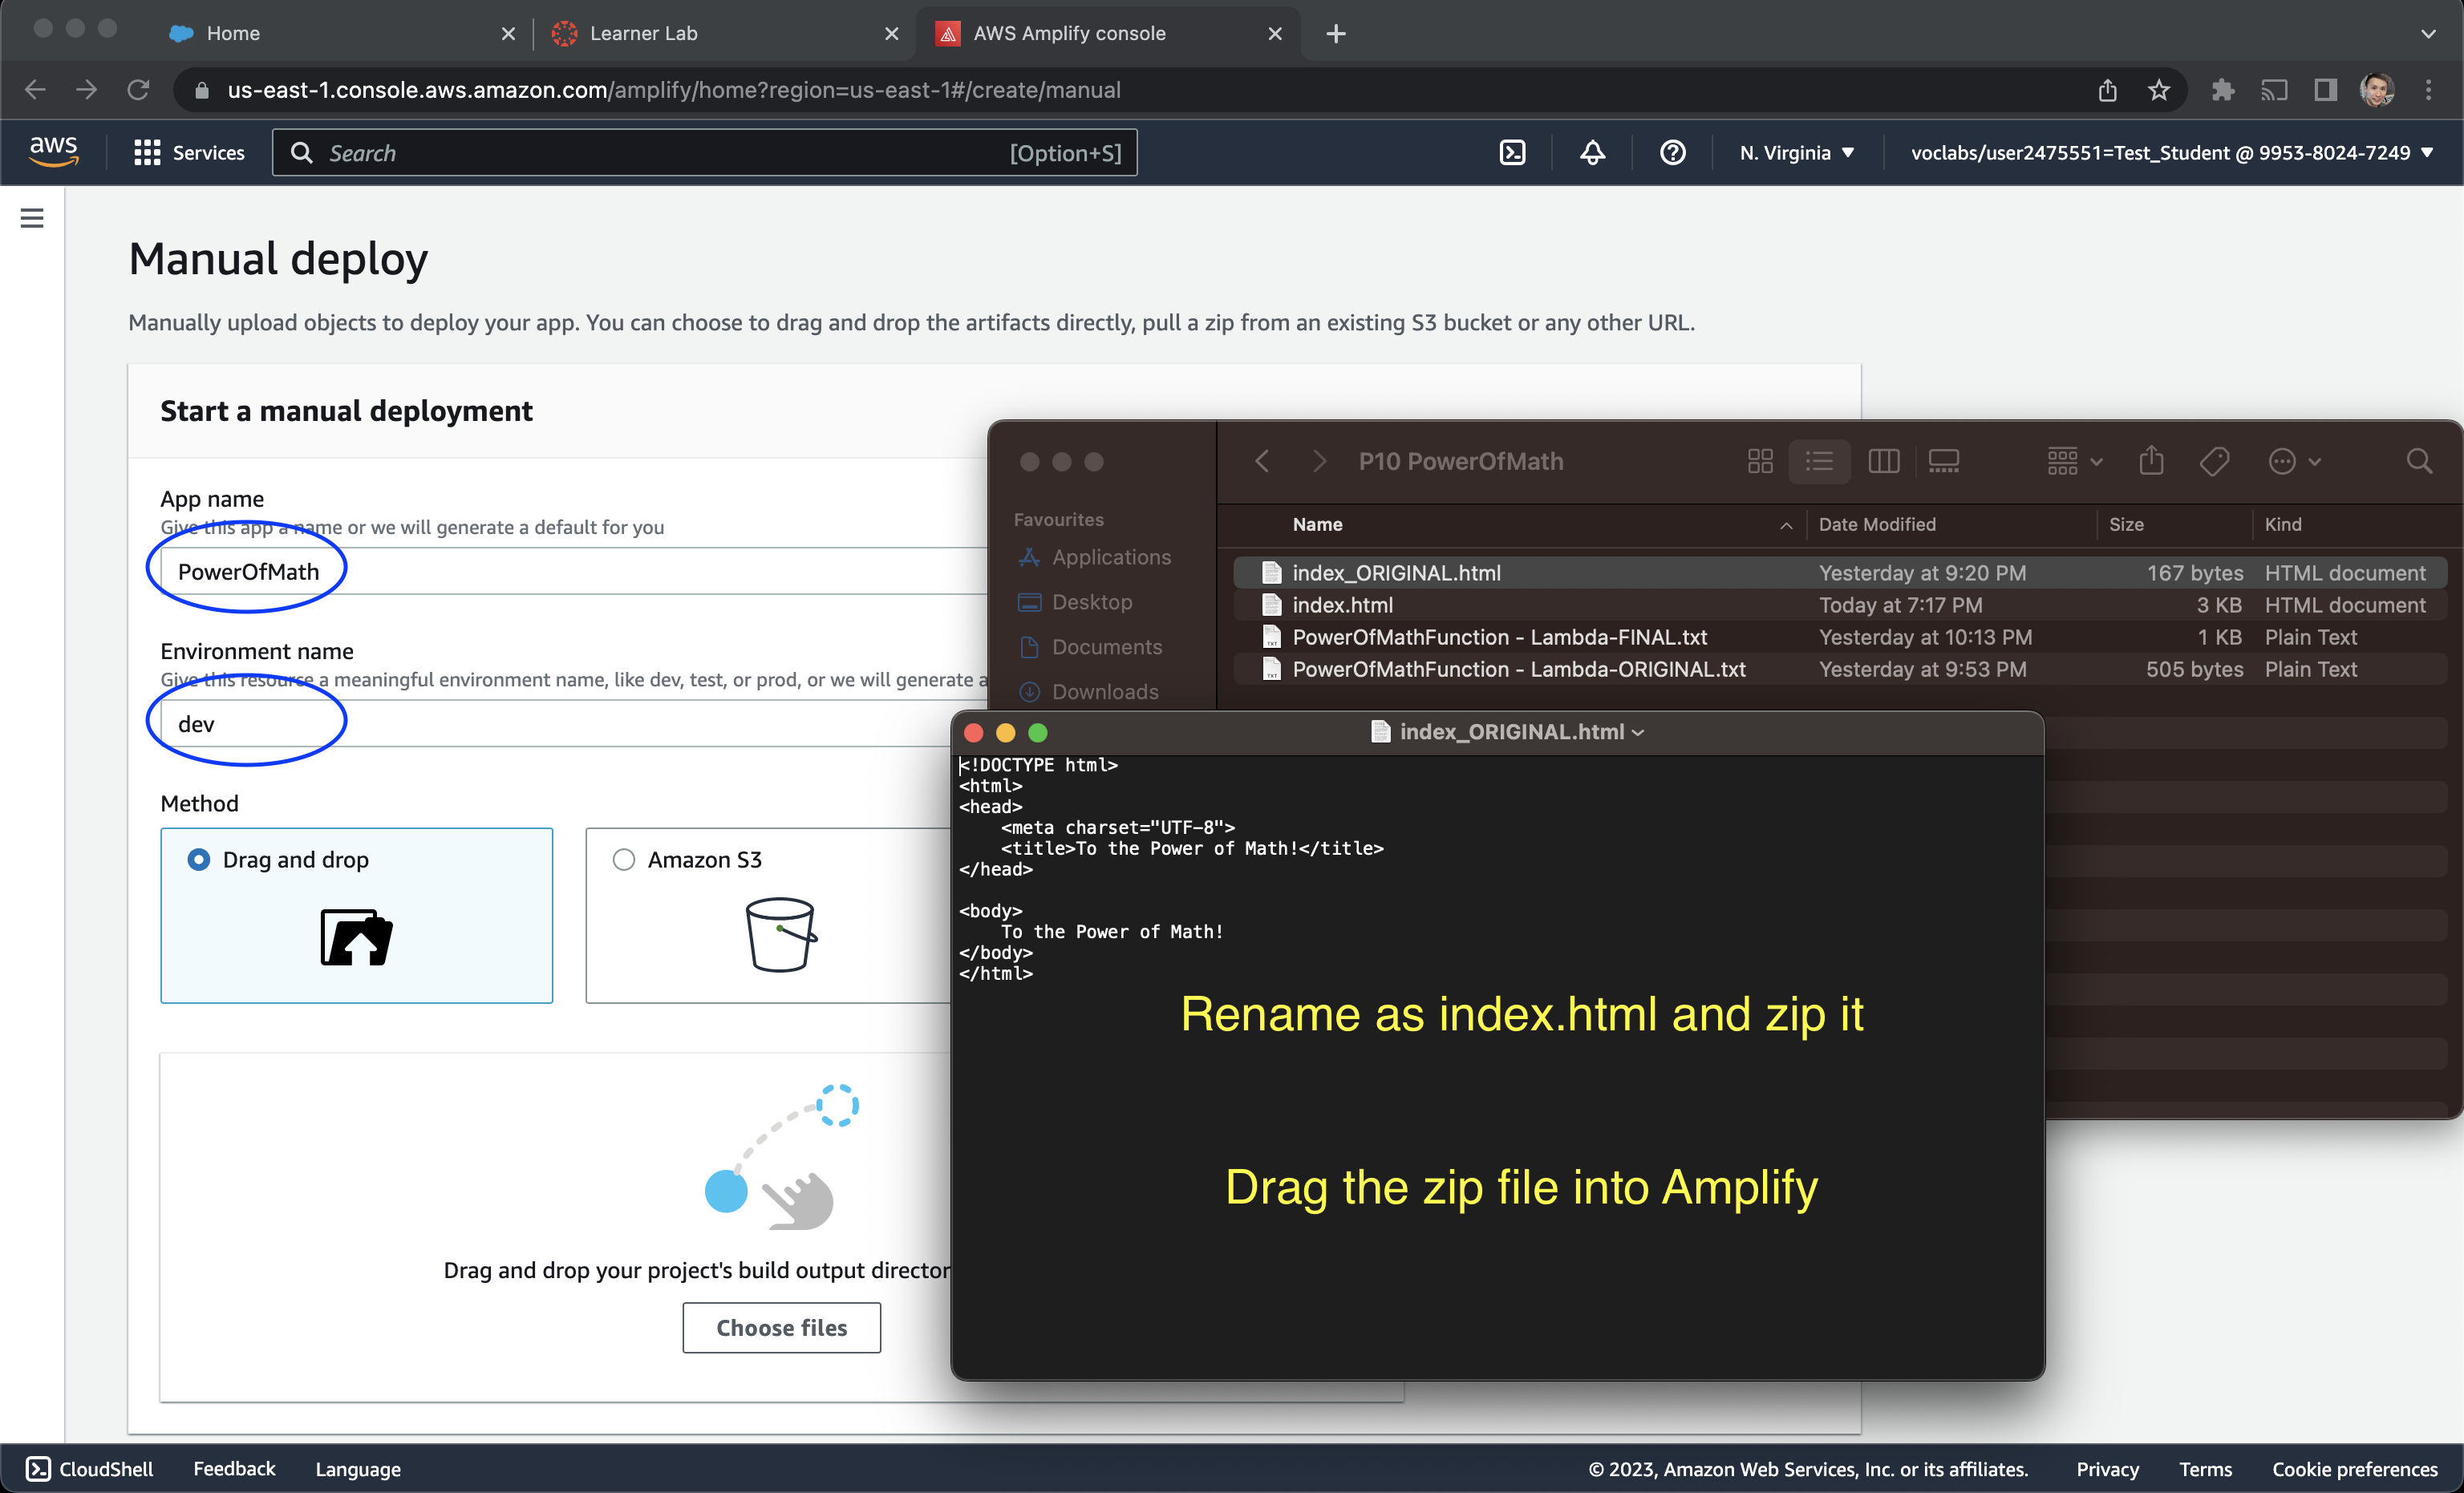 Home
Learner Lab
AWS Amplify console
us-east-1.console.aws.amazon.com/amplify/home?region=us-east-1#/create/manual
aws
Services
Search
[Option+S]
N. Virginia
voclabs/user2475551=Test_Student @ 9953-8024-7249
Manual deploy
Manually upload objects to deploy your app. You can choose to drag and drop the artifacts directly, pull a zip from an existing S3 bucket or any other URL.
Start a manual deployment
App name
Give this app a name or we will generate a default for you
PowerOfMath
Environment name
Give this resource a meaningful environment name, like dev, test, or prod, or we will generate a
dev
Method
Drag and drop
Amazon S3
Drag and drop your project's build output director
Choose files
P10 PowerOfMath
Favourites
Applications
Desktop
Documents
Downloads
Name Date Modified Size Kind
index_ORIGINAL.html Yesterday at 9:20 PM 167 bytes HTML document
index.html Today at 7:17 PM 3 KB HTML document
PowerOfMathFunction - Lambda-FINAL.txt Yesterday at 10:13 PM 1 KB Plain Text
PowerOfMathFunction - Lambda-ORIGINAL.txt Yesterday at 9:53 PM 505 bytes Plain Text
index_ORIGINAL.html
<!DOCTYPE html>
<html>
<head>
    <meta charset="UTF-8">
    <title>To the Power of Math!</title>
</head>
<body>
    To the Power of Math!
</body>
</html>
Rename as index.html and zip it
Drag the zip file into Amplify
CloudShell
Feedback
Language
© 2023, Amazon Web Services, Inc. or its affiliates.
Privacy
Terms
Cookie preferences